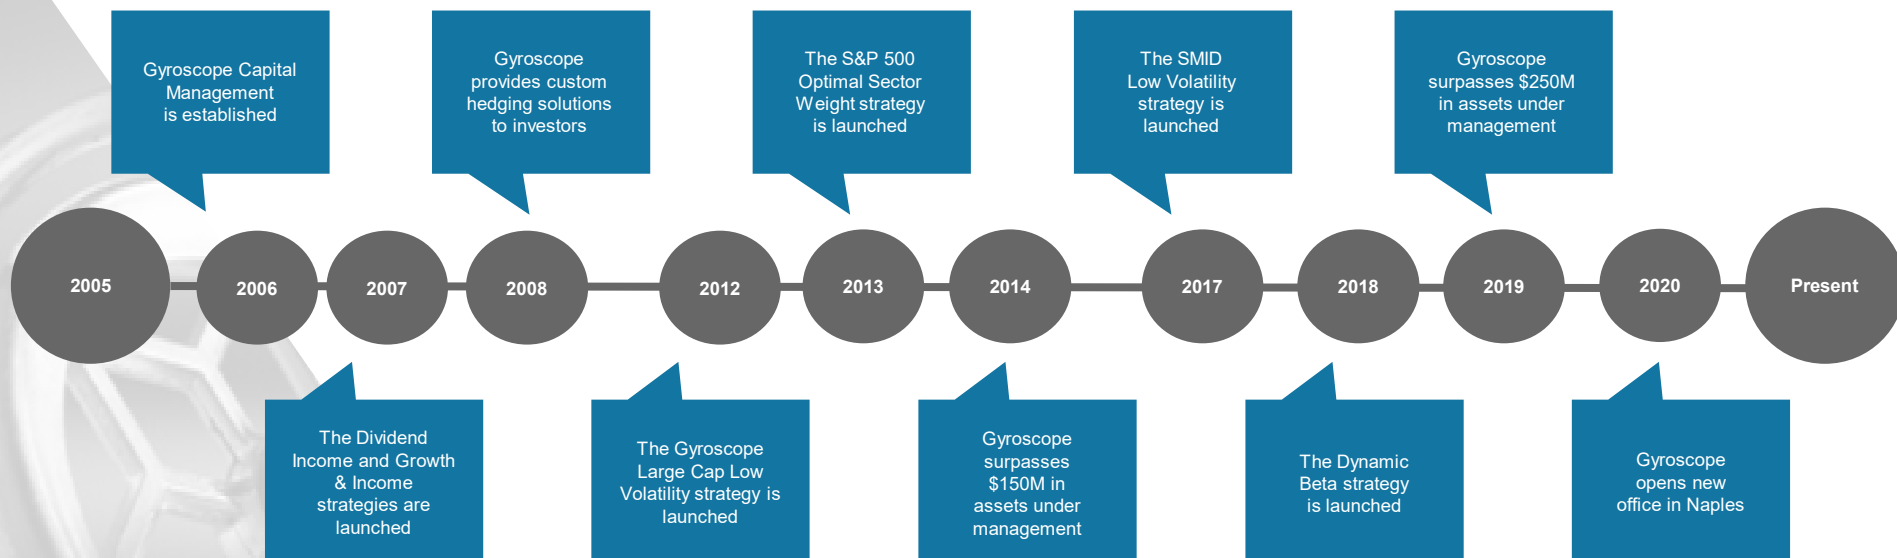 Gyroscope Capital
Management
is established
Gyroscope
provides custom
hedging solutions
to investors
The S&P 500
Optimal Sector
Weight strategy
is launched
The SMID
Low Volatility
strategy is
launched
Gyroscope
surpasses $250M
in assets under
management
2005
2006
2007
2008
2012
2013
2014
2017
2018
2019
2020
Present
The Dividend
Income and Growth
& Income
strategies are
launched
The Gyroscope
Large Cap Low
Volatility strategy is
launched
Gyroscope
surpasses
$150M in
assets under
management
The Dynamic
Beta strategy
is launched
Gyroscope
opens new
office in Naples